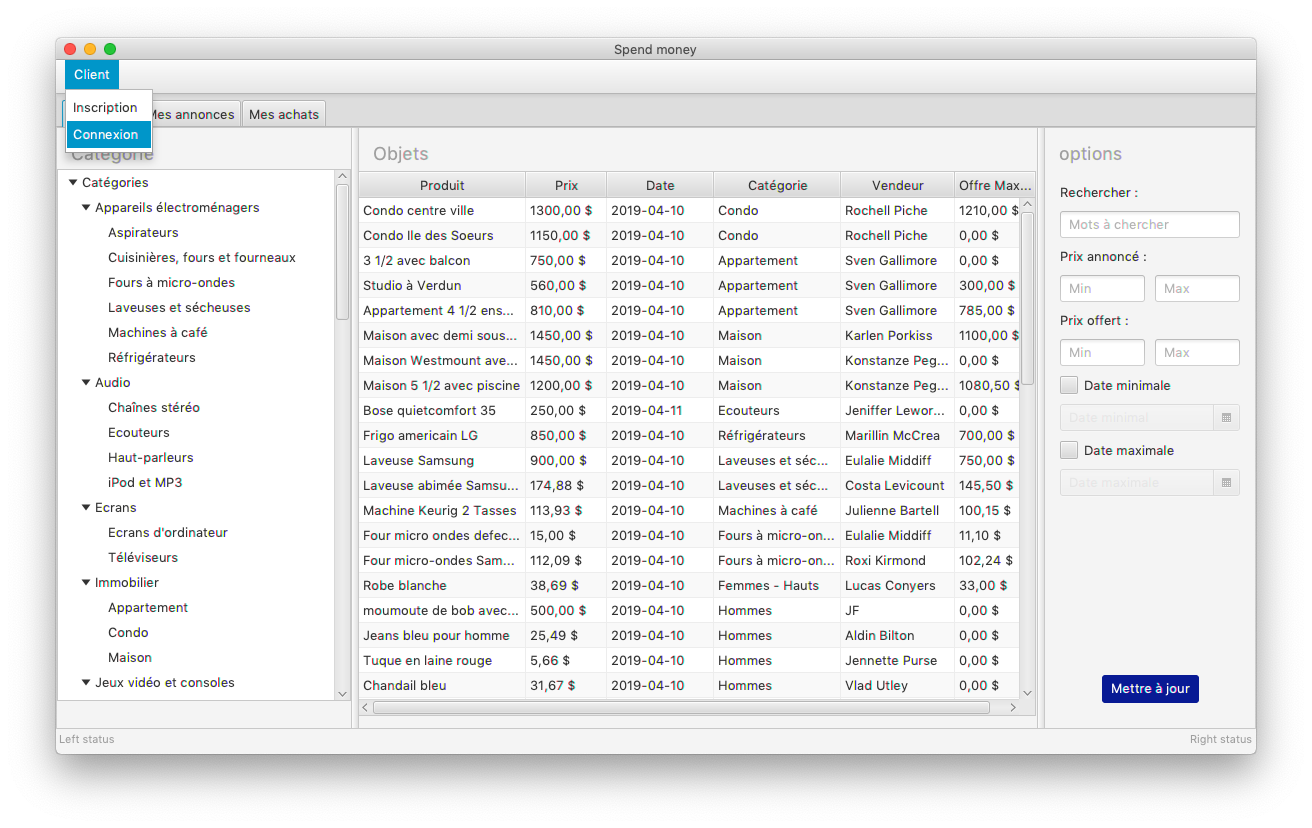 Spend money
Client
Inscription
Connexion
Mes annonces
Mes achats
Catégorie
Catégories
Appareils électroménagers
Aspirateurs
Cuisinières, fours et fourneaux
Fours à micro-ondes
Laveuses et sécheuses
Machines à café
Réfrigérateurs
Audio
Chaînes stéréo
Ecouteurs
Haut-parleurs
iPod et MP3
Ecrans
Ecrans d'ordinateur
Téléviseurs
Immobilier
Appartement
Condo
Maison
Jeux vidéo et consoles
Objets
Produit Prix Date Catégorie Vendeur Offre Max...
Condo centre ville 1300,00 $ 2019-04-10 Condo Rochell Piche 1210,00 $
Condo Ile des Soeurs 1150,00 $ 2019-04-10 Condo Rochell Piche 0,00 $
3 1/2 avec balcon 750,00 $ 2019-04-10 Appartement Sven Gallimore 0,00 $
Studio à Verdun 560,00 $ 2019-04-10 Appartement Sven Gallimore 300,00 $
Appartement 4 1/2 ens... 810,00 $ 2019-04-10 Appartement Sven Gallimore 785,00 $
Maison avec demi sous... 1450,00 $ 2019-04-10 Maison Karlen Porkiss 1100,00 $
Maison Westmount ave... 1450,00 $ 2019-04-10 Maison Konstanze Peg... 0,00 $
Maison 5 1/2 avec piscine 1200,00 $ 2019-04-10 Maison Konstanze Peg... 1080,50 $
Bose quietcomfort 35 250,00 $ 2019-04-11 Ecouteurs Jeniffer Lewor... 0,00 $
Frigo americain LG 850,00 $ 2019-04-10 Réfrigérateurs Marillin McCrea 700,00 $
Laveuse Samsung 900,00 $ 2019-04-10 Laveuses et séc... Eulalie Middiff 750,00 $
Laveuse abimée Samsu... 174,88 $ 2019-04-10 Laveuses et séc... Costa Levicount 145,50 $
Machine Keurig 2 Tasses 113,93 $ 2019-04-10 Machines à café Julienne Bartell 100,15 $
Four micro ondes defec... 15,00 $ 2019-04-10 Fours à micro-on... Eulalie Middiff 11,10 $
Four micro-ondes Sam... 112,09 $ 2019-04-10 Fours à micro-on... Roxi Kirmond 102,24 $
Robe blanche 38,69 $ 2019-04-10 Femmes - Hauts Lucas Conyers 33,00 $
moumoute de bob avec... 500,00 $ 2019-04-10 Hommes JF 0,00 $
Jeans bleu pour homme 25,49 $ 2019-04-10 Hommes Aldin Bilton 0,00 $
Tuque en laine rouge 5,66 $ 2019-04-10 Hommes Jennette Purse 0,00 $
Chandail bleu 31,67 $ 2019-04-10 Hommes Vlad Utley 0,00 $
options
Rechercher :
Mots à chercher
Prix annoncé :
Min Max
Prix offert :
Min Max
Date minimale
Date minimal
Date maximale
Date maximale
Mettre à jour
Left status
Right status